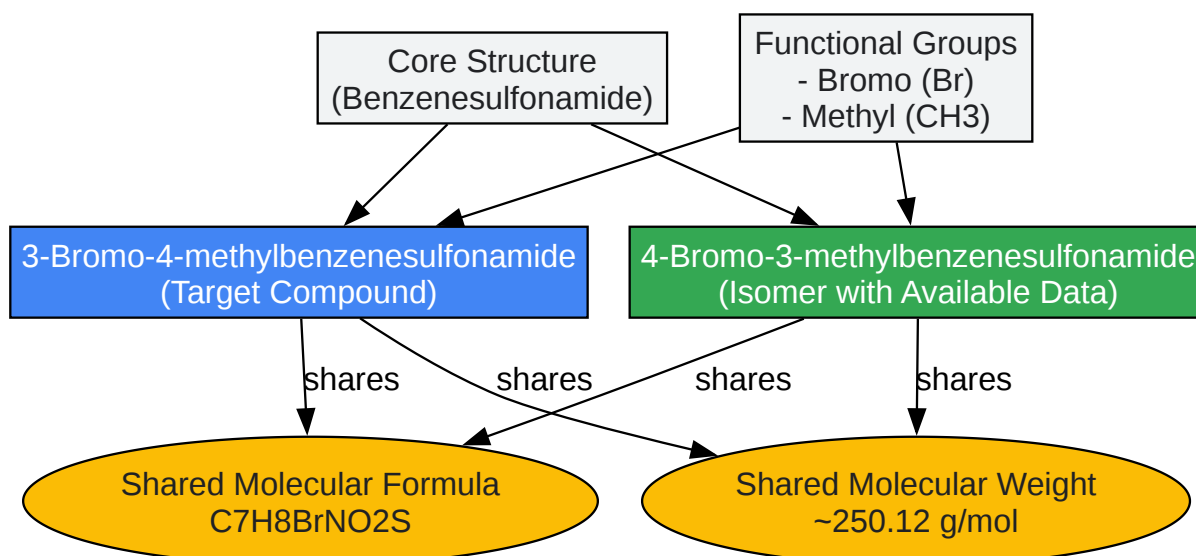 Core Structure
(Benzenesulfonamide)
Functional Groups
- Bromo (Br)
- Methyl (CH3)
3-Bromo-4-methylbenzenesulfonamide
(Target Compound)
4-Bromo-3-methylbenzenesulfonamide
(Isomer with Available Data)
shares
shares
shares
shares
Shared Molecular Formula
C7H8BrNO2S
Shared Molecular Weight
~250.12 g/mol